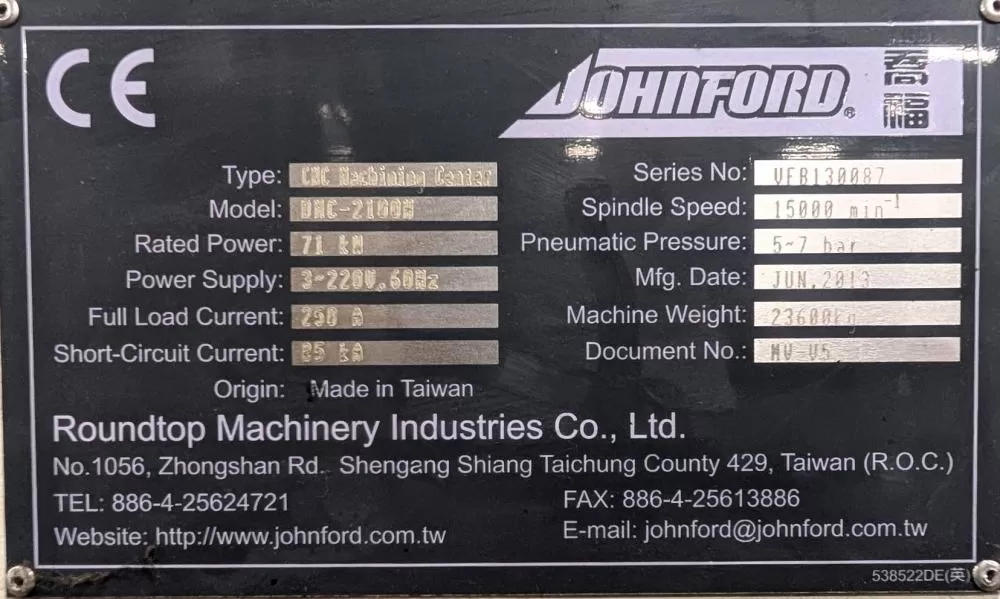 CE JOHNFORD® 喬福
Type: CNC Machining Center
Series No: VFB130087
Model: DMC-2100H
Spindle Speed: 15000 min-1
Rated Power: 71 kW
Pneumatic Pressure: 5~7 bar
Power Supply: 3~220V,60Hz
Mfg. Date: JUN,2013
Full Load Current: 290 A
Machine Weight: 23600Kg
Short-Circuit Current: kA
Document No.: MV-V5
Origin: Made in Taiwan
Roundtop Machinery Industries Co., Ltd.
No.1056, Zhongshan Rd. Shengang Shiang Taichung County 429, Taiwan (R.O.C.)
TEL: 886-4-25624721
FAX: 886-4-25613886
Website: http://www.johnford.com.tw
E-mail: johnford@johnford.com.tw
538522DE(英)